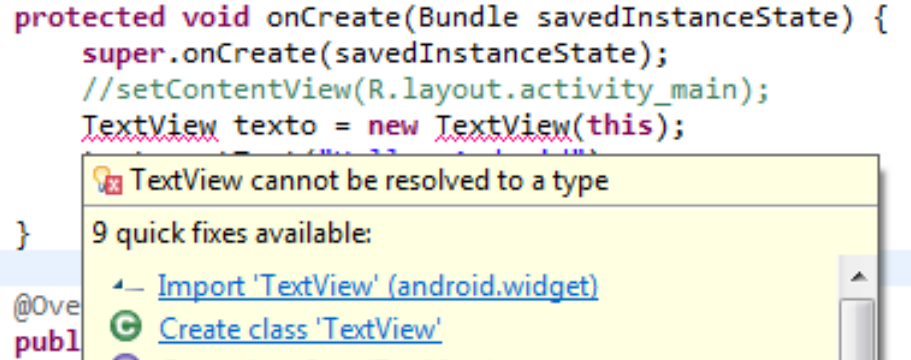 protected void onCreate(Bundle savedInstanceState) {
super.onCreate(savedInstanceState);
//setContentView(R.layout.activity_main);
TextView texto = new TextView(this);
TextView cannot be resolved to a type
}
9 quick fixes available:
Import 'TextView' (android.widget)
@Ove
Create class 'TextView'
publ